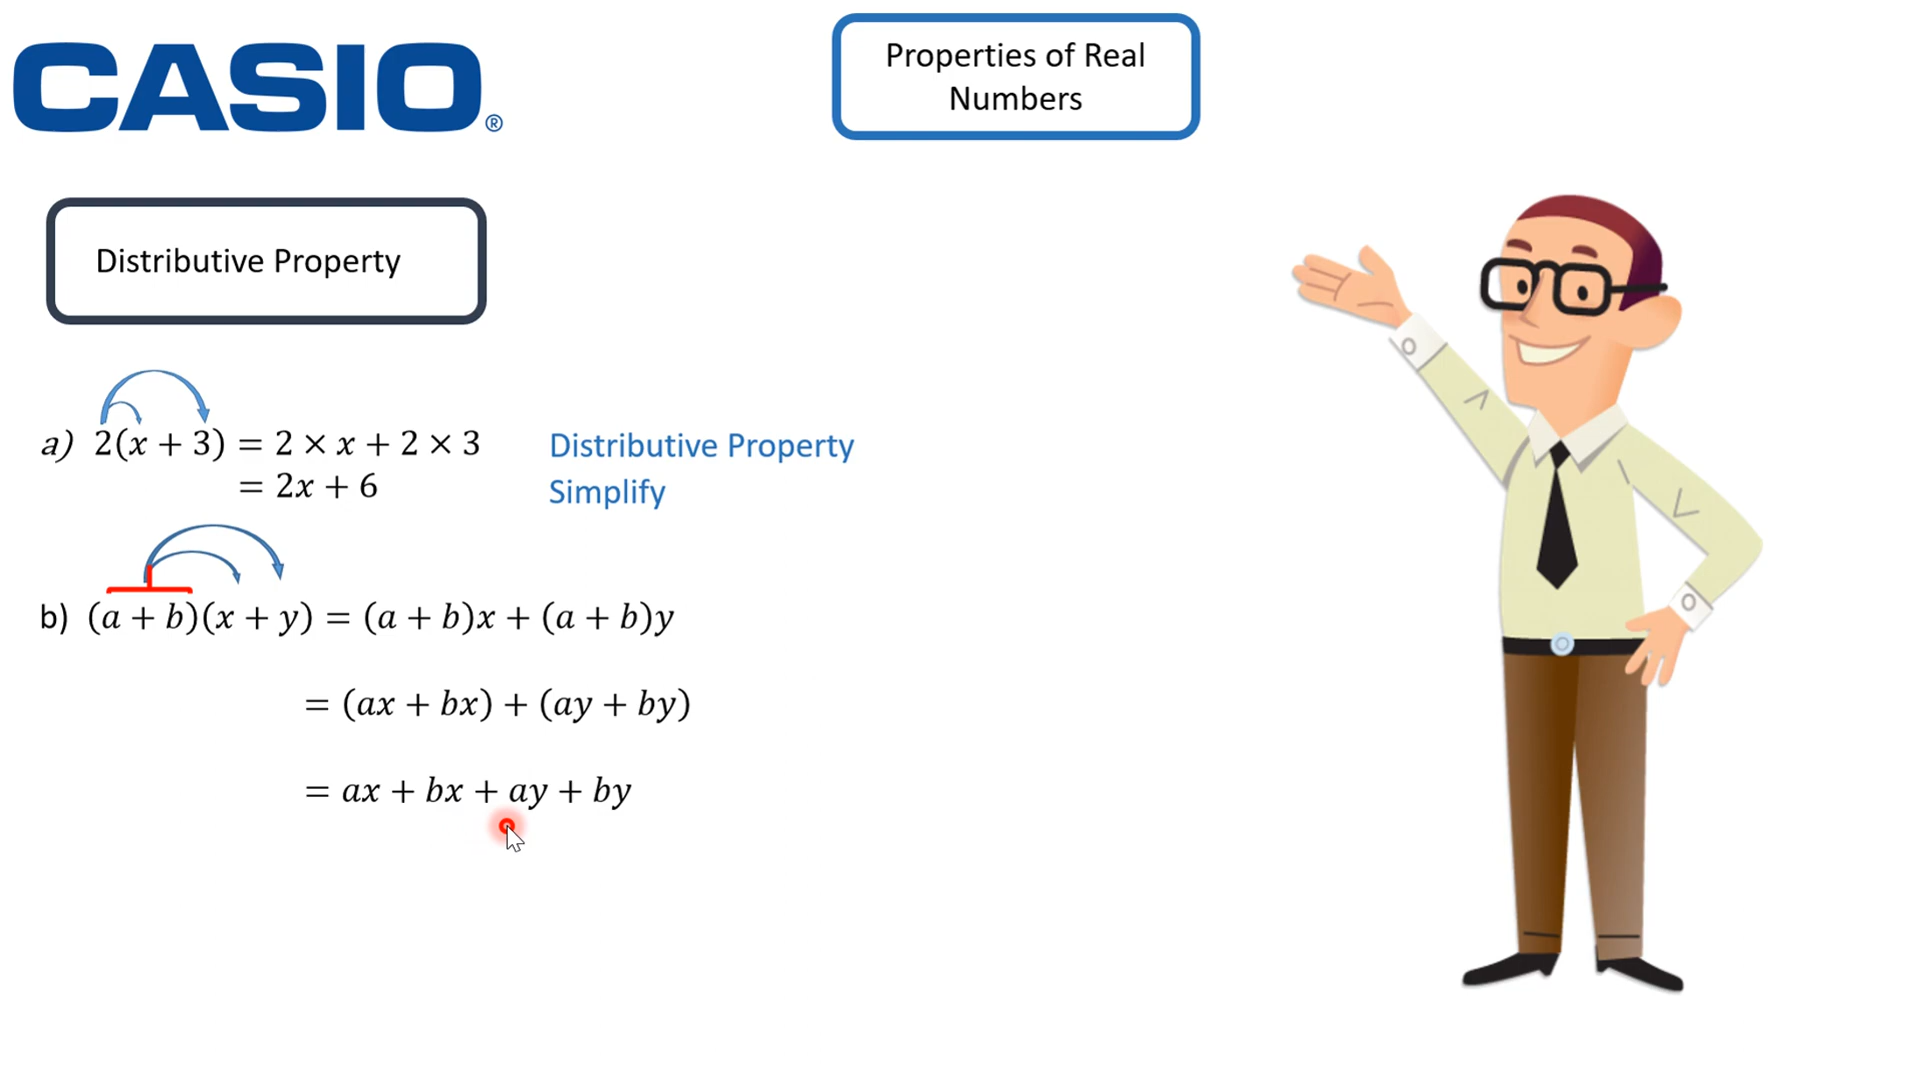 CASIO®
Properties of Real
Numbers
Distributive Property
a) 2(x + 3) = 2 × x + 2 × 3
Distributive Property
= 2x + 6
Simplify
b) (a + b)(x + y) = (a + b)x + (a + b)y
= (ax + bx) + (ay + by)
= ax + bx + ay + by